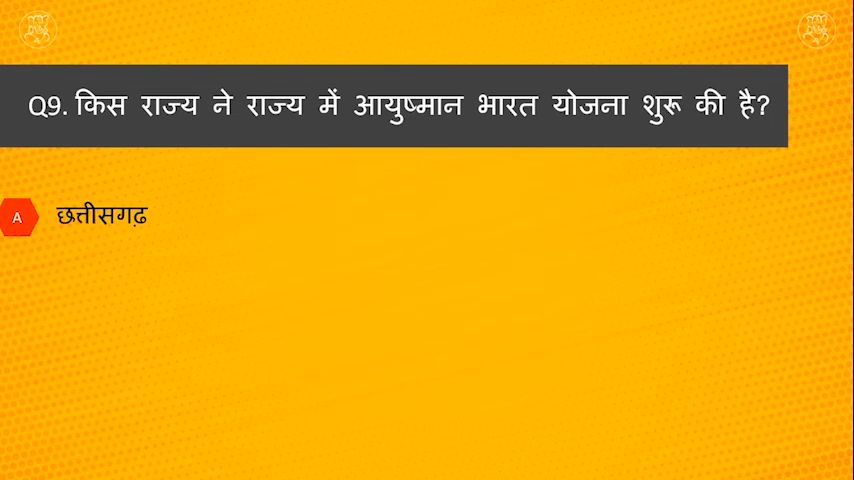 Q9. किस राज्य ने राज्य में आयुष्मान भारत योजना शुरू की है?
A छत्तीसगढ़